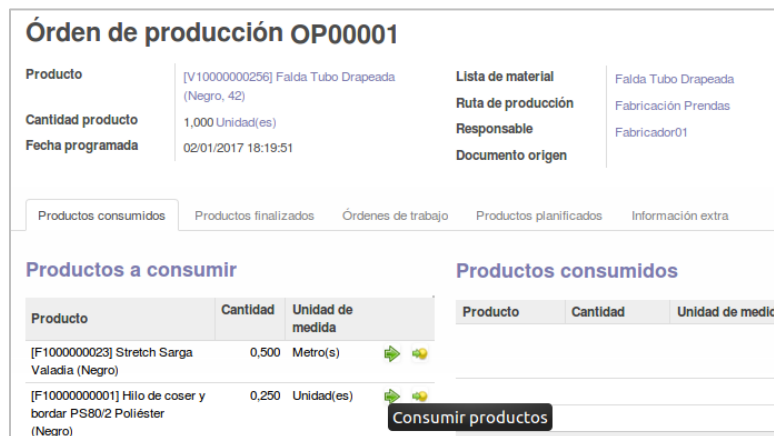 Órden de producción OP00001
Producto
[V10000000256] Falda Tubo Drapeada
(Negro, 42)
Cantidad producto
1,000 Unidad(es)
Fecha programada
02/01/2017 18:19:51
Lista de material
Falda Tubo Drapeada
Ruta de producción
Fabricación Prendas
Responsable
Fabricador01
Documento origen
Productos consumidos Productos finalizados Órdenes de trabajo Productos planificados Información extra
Productos a consumir
Producto Cantidad Unidad de
medida
[F1000000023] Stretch Sarga
Valadia (Negro)
0,500 Metro(s)
[F10000000001] Hilo de coser y
bordar PS80/2 Poliéster
(Negro)
0,250 Unidad(es)
Consumir productos
Productos consumidos
Producto Cantidad Unidad de medic